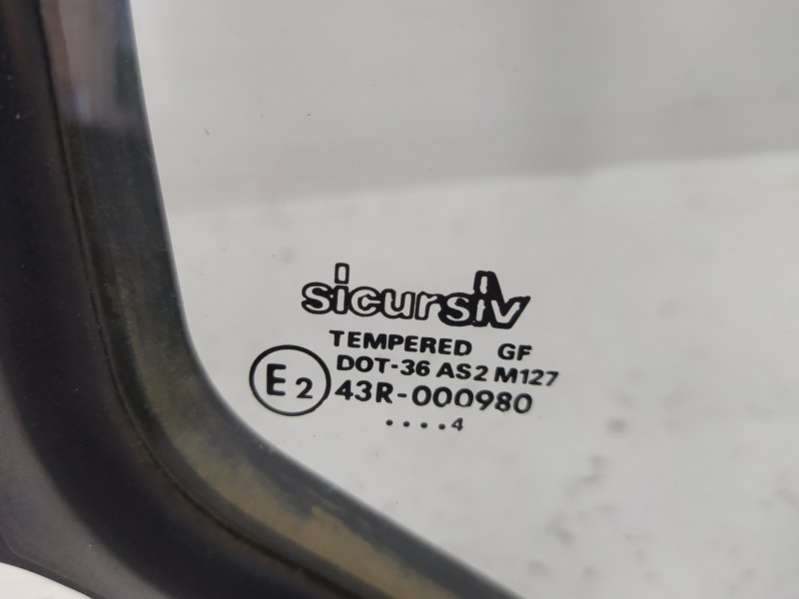 sicursiv
TEMPERED GF
DOT-36 AS2 M127
E2 43R-000980
....4